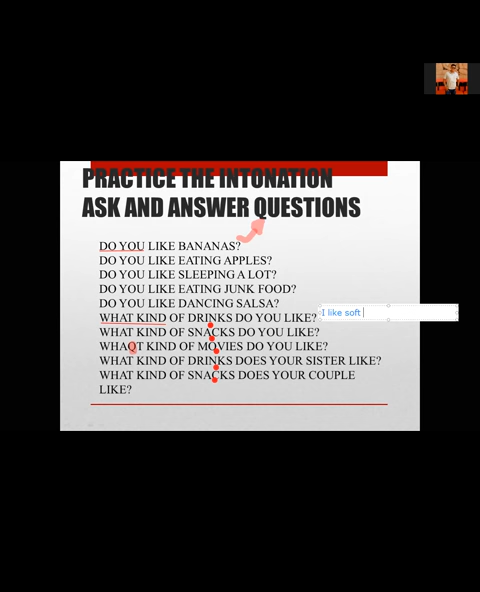 PRACTICE THE INTONATION
ASK AND ANSWER QUESTIONS
DO YOU LIKE BANANAS?
DO YOU LIKE EATING APPLES?
DO YOU LIKE SLEEPING A LOT?
DO YOU LIKE EATING JUNK FOOD?
DO YOU LIKE DANCING SALSA?
WHAT KIND OF DRINKS DO YOU LIKE? I like soft
WHAT KIND OF SNACKS DO YOU LIKE?
WHAQT KIND OF MOVIES DO YOU LIKE?
WHAT KIND OF DRINKS DOES YOUR SISTER LIKE?
WHAT KIND OF SNACKS DOES YOUR COUPLE
LIKE?